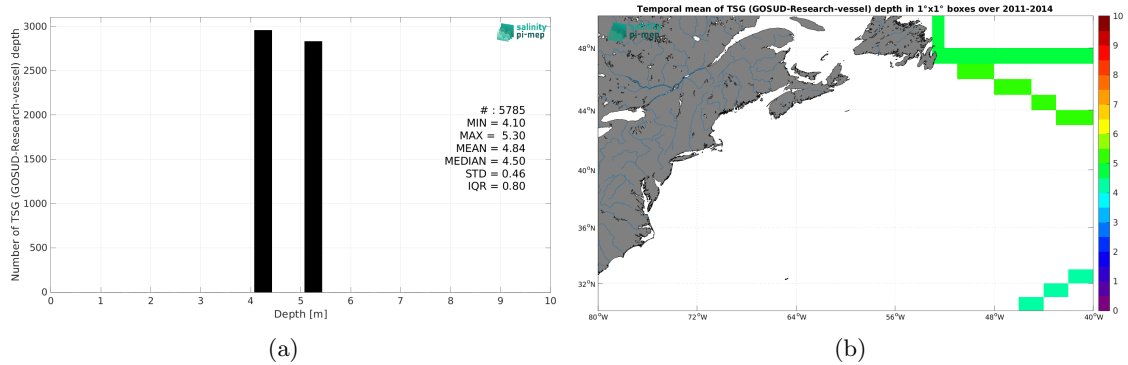 Number of TSG (GOSUD-Research-vessel) depth
3000
2500
2000
1500
1000
500
0
0 1 2 3 4 5 6 7 8 9 10
Depth [m]
salinity
pi-mep
# : 5785
MIN = 4.10
MAX = 5.30
MEAN = 4.84
MEDIAN = 4.50
STD = 0.46
IQR = 0.80
(a)
Temporal mean of TSG (GOSUD-Research-vessel) depth in 1°x1° boxes over 2011-2014
salinity
pi-mep
48°N
44°N
40°N
36°N
32°N
80°W 72°W 64°W 56°W 48°W 40°W
10
9
8
7
6
5
4
3
2
1
0
(b)